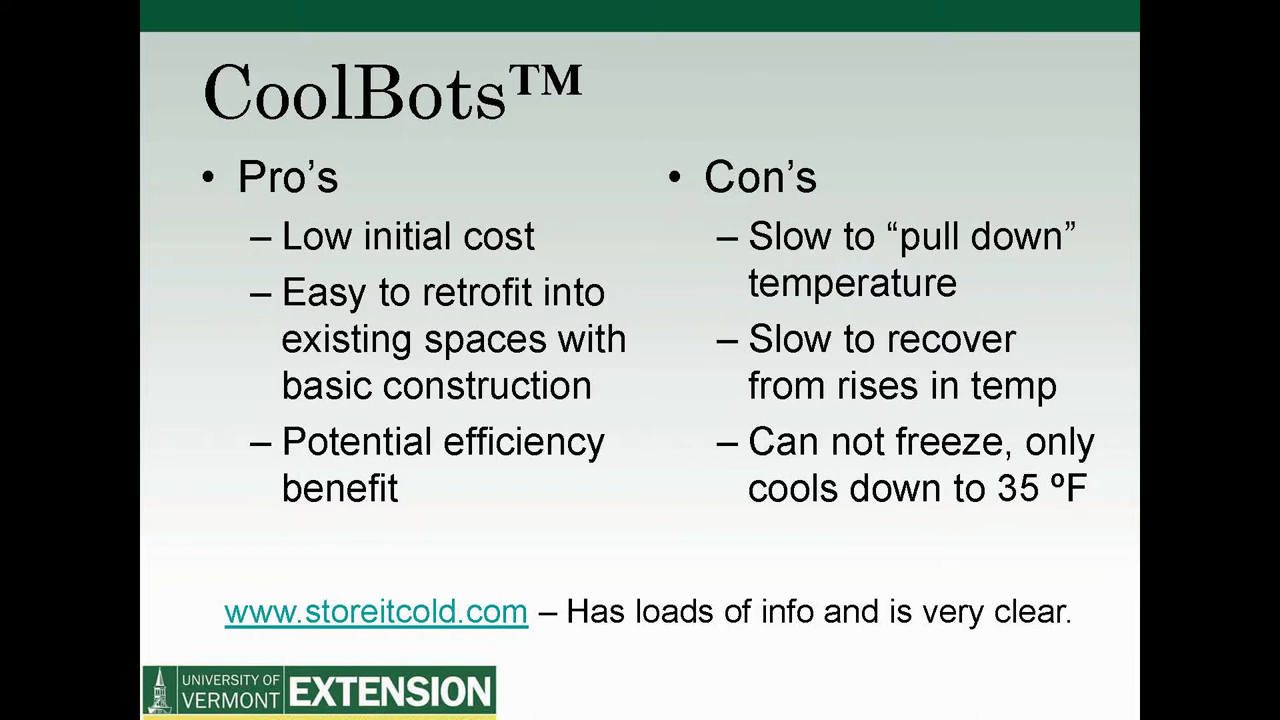 CoolBots™
• Pro’s
– Low initial cost
– Easy to retrofit into
existing spaces with
basic construction
– Potential efficiency
benefit
• Con’s
– Slow to “pull down”
temperature
– Slow to recover
from rises in temp
– Can not freeze, only
cools down to 35 ºF
www.storeitcold.com – Has loads of info and is very clear.
UNIVERSITY OF
VERMONT
EXTENSION